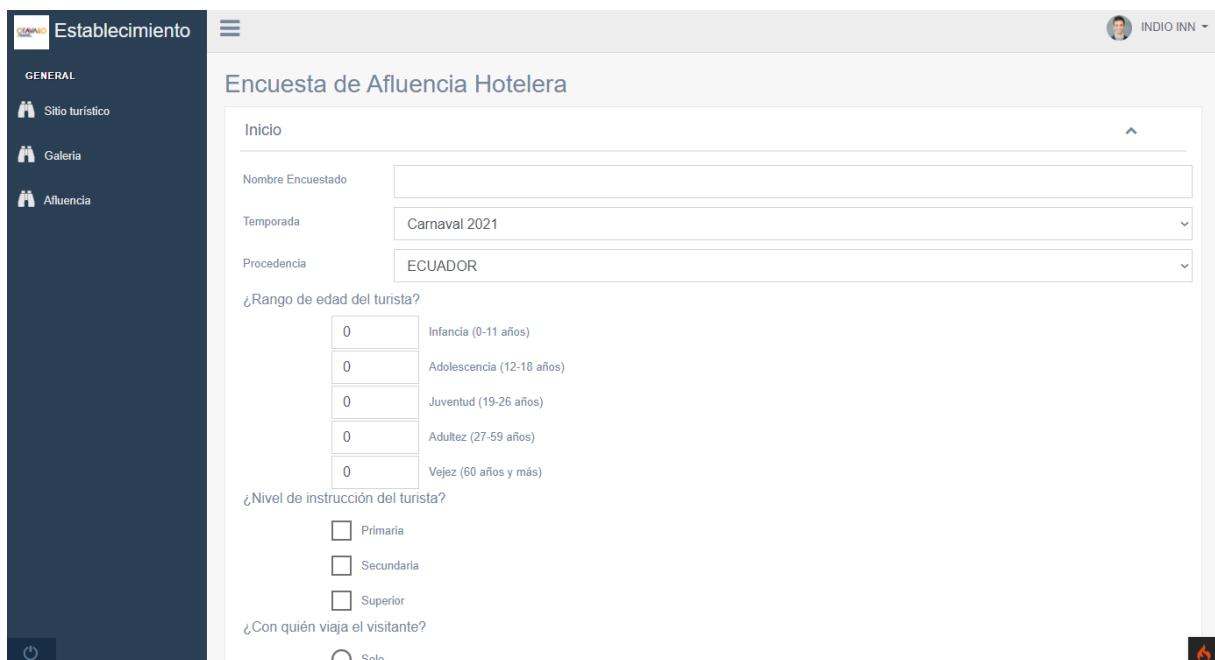 Establecimiento
INDIO INN
GENERAL
Sitio turístico
Galeria
Afluencia
Encuesta de Afluencia Hotelera
Inicio
Nombre Encuestado
Temporada
Carnaval 2021
Procedencia
ECUADOR
¿Rango de edad del turista?
0 Infancia (0-11 años)
0 Adolescencia (12-18 años)
0 Juventud (19-26 años)
0 Adultez (27-59 años)
0 Vejez (60 años y más)
¿Nivel de instrucción del turista?
Primaria
Secundaria
Superior
¿Con quién viaja el visitante?
Solo